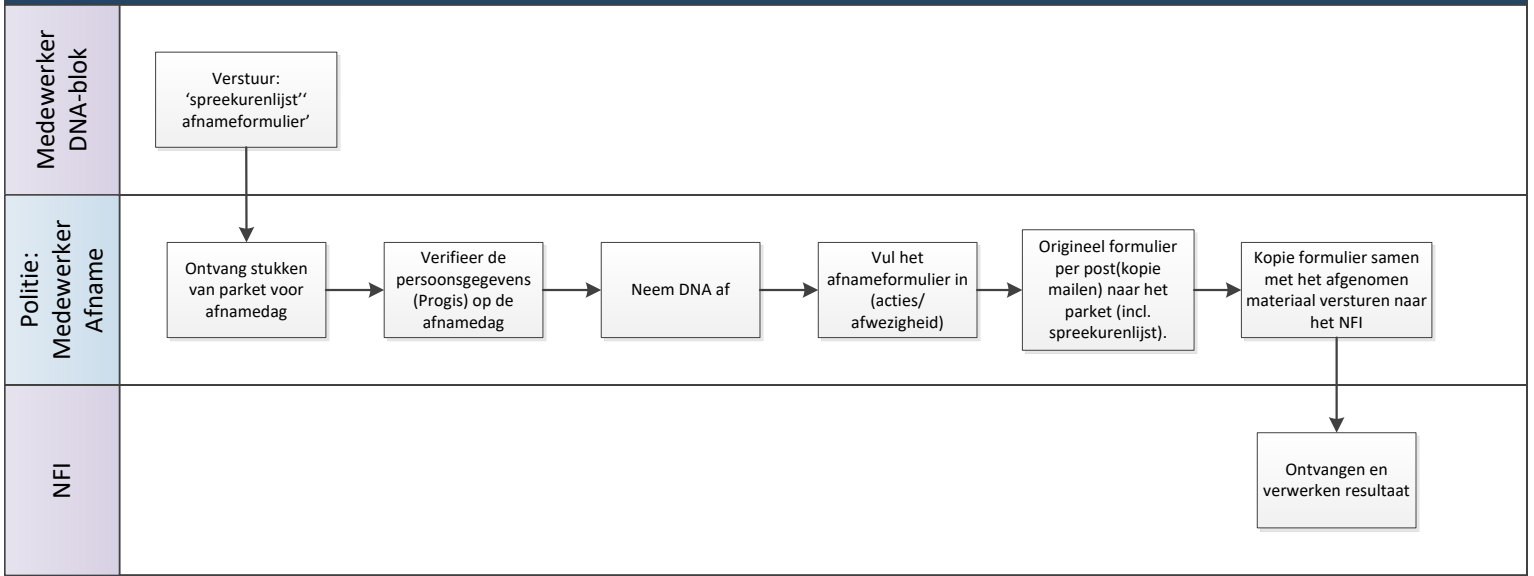 Medewerker
DNA-blok
Verstuur:
‘spreekurenlijst’‘
afnameformulier’
Politie:
Medewerker
Afname
Ontvang stukken
van parket voor
afnamedag
Verifieer de
persoonsgegevens
(Progis) op de
afnamedag
Neem DNA af
Vul het
afnameformulier in
(acties/
afwezigheid)
Origineel formulier
per post(kopie
mailen) naar het
parket (incl.
spreekurenlijst).
Kopie formulier samen
met het afgenomen
materiaal versturen naar
het NFI
NFI
Ontvangen en
verwerken resultaat